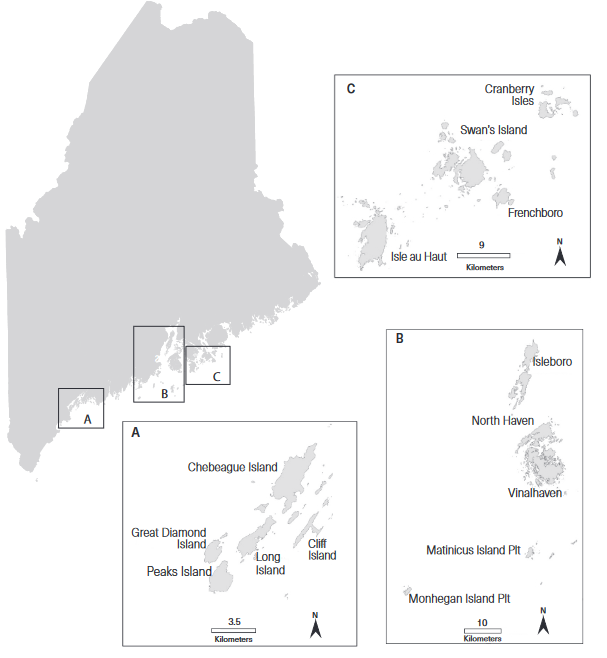 C
Cranberry
Isles
Swan's Island
Frenchboro
Isle au Haut
9
Kilometers
N
A
B
C
B
Isleboro
North Haven
Vinalhaven
Matinicus Island Plt
Monhegan Island Plt
10
Kilometers
N
A
Chebeague Island
Great Diamond
Island
Peaks Island
Long
Island
Cliff
Island
3.5
Kilometers
N